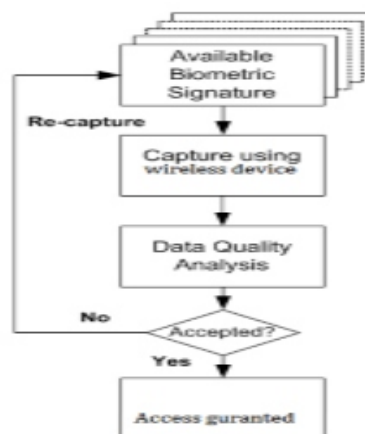 Available
Biometric
Signature
Re-capture
Capture using
wireless device
Data Quality
Analysis
No
Accepted?
Yes
Access guranted